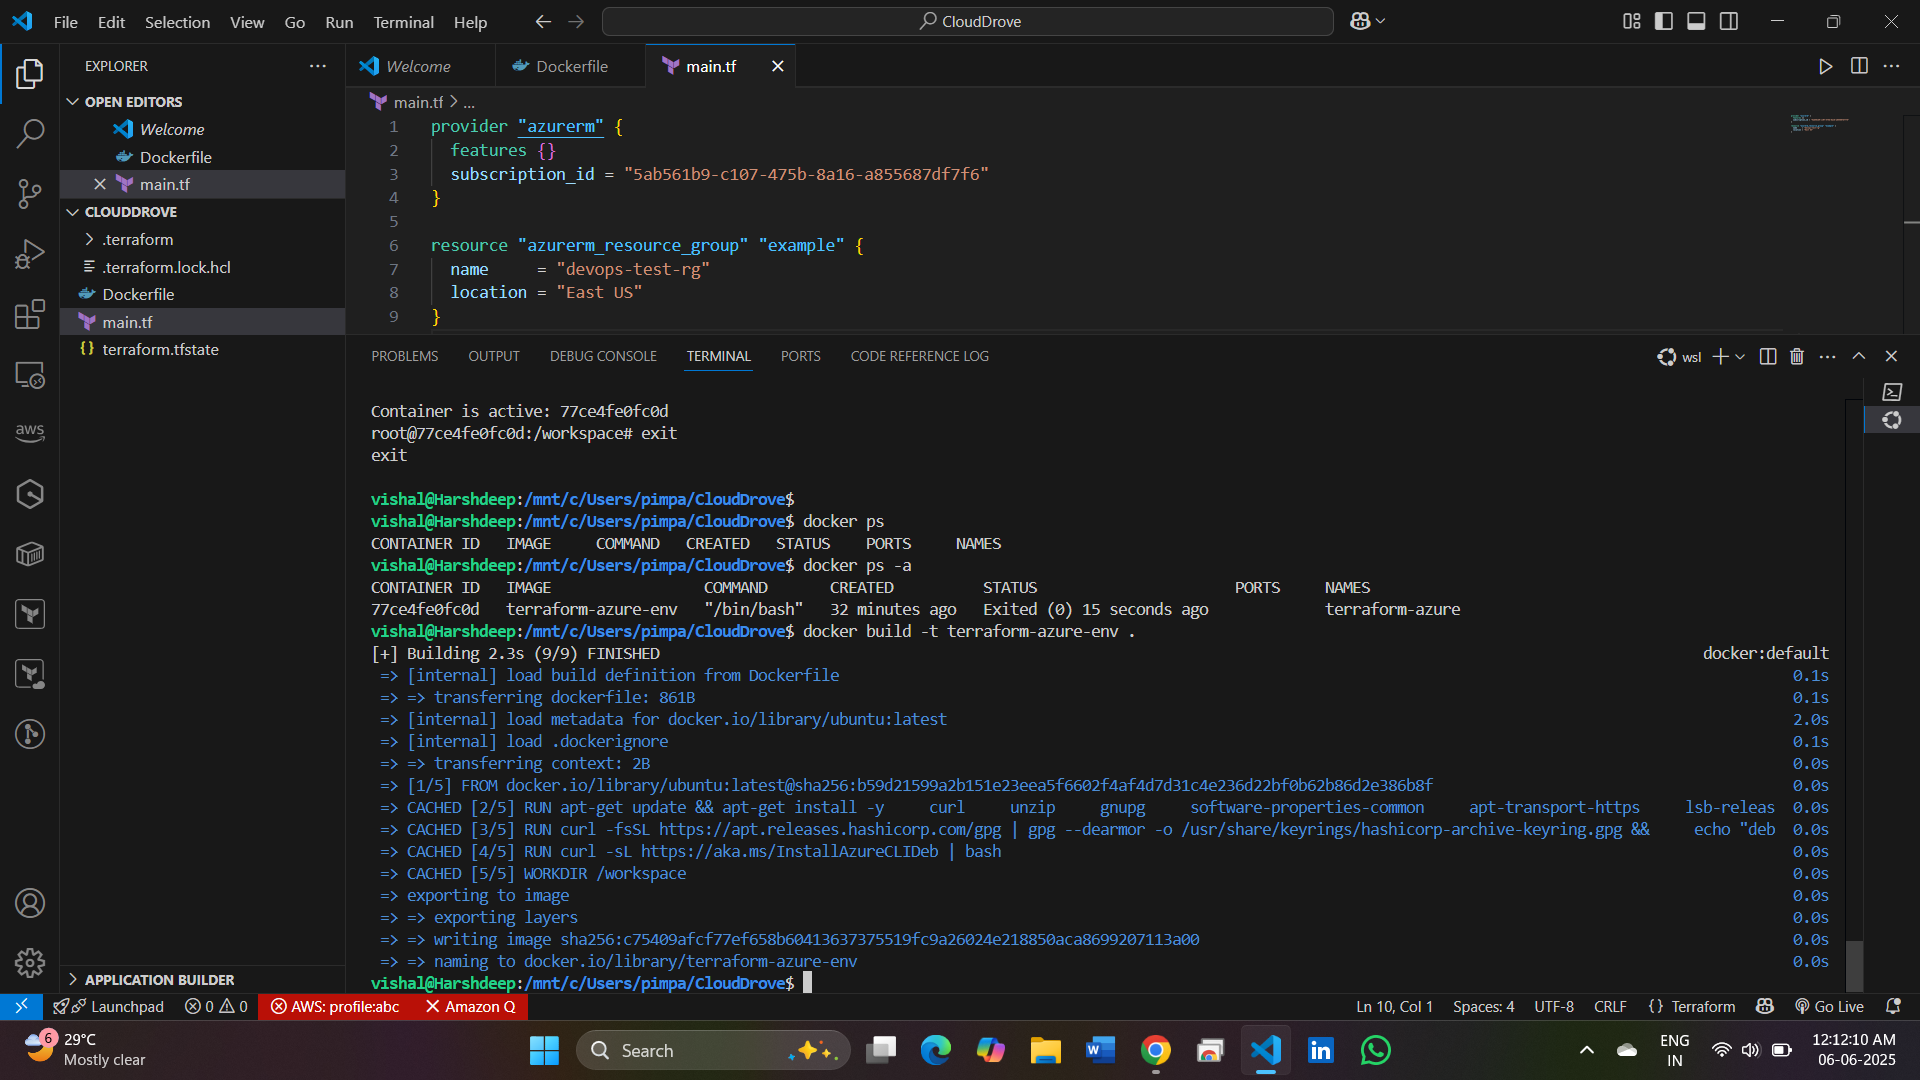 File Edit Selection View Go Run Terminal Help
CloudDrove
EXPLORER
Welcome
Dockerfile
main.tf
OPEN EDITORS
Welcome
Dockerfile
main.tf
CLOUDDROVE
.terraform
.terraform.lock.hcl
Dockerfile
main.tf
terraform.tfstate
APPLICATION BUILDER
aws
main.tf > ...
1 provider "azurerm" {
2 features {}
3 subscription_id = "5ab561b9-c107-475b-8a16-a855687df7f6"
4 }
5
6 resource "azurerm_resource_group" "example" {
7 name     = "devops-test-rg"
8 location = "East US"
9 }
PROBLEMS OUTPUT DEBUG CONSOLE TERMINAL PORTS CODE REFERENCE LOG
wsl
Container is active: 77ce4fe0fc0d
root@77ce4fe0fc0d:/workspace# exit
exit
vishal@Harshdeep:/mnt/c/Users/pimpa/CloudDrove$
vishal@Harshdeep:/mnt/c/Users/pimpa/CloudDrove$ docker ps
CONTAINER ID   IMAGE     COMMAND   CREATED   STATUS    PORTS     NAMES
vishal@Harshdeep:/mnt/c/Users/pimpa/CloudDrove$ docker ps -a
CONTAINER ID   IMAGE                 COMMAND       CREATED          STATUS                      PORTS     NAMES
77ce4fe0fc0d   terraform-azure-env   "/bin/bash"   32 minutes ago   Exited (0) 15 seconds ago             terraform-azure
vishal@Harshdeep:/mnt/c/Users/pimpa/CloudDrove$ docker build -t terraform-azure-env .
[+] Building 2.3s (9/9) FINISHED docker:default
=> [internal] load build definition from Dockerfile 0.1s
=> => transferring dockerfile: 861B 0.1s
=> [internal] load metadata for docker.io/library/ubuntu:latest 2.0s
=> [internal] load .dockerignore 0.1s
=> => transferring context: 2B 0.0s
=> [1/5] FROM docker.io/library/ubuntu:latest@sha256:b59d21599a2b151e23eea5f6602f4af4d7d31c4e236d22bf0b62b86d2e386b8f 0.0s
=> CACHED [2/5] RUN apt-get update && apt-get install -y     curl     unzip     gnupg     software-properties-common     apt-transport-https     lsb-releas 0.0s
=> CACHED [3/5] RUN curl -fsSL https://apt.releases.hashicorp.com/gpg | gpg --dearmor -o /usr/share/keyrings/hashicorp-archive-keyring.gpg &&     echo "deb 0.0s
=> CACHED [4/5] RUN curl -sL https://aka.ms/InstallAzureCLIDeb | bash 0.0s
=> CACHED [5/5] WORKDIR /workspace 0.0s
=> exporting to image 0.0s
=> => exporting layers 0.0s
=> => writing image sha256:c75409afcf77ef658b60413637375519fc9a26024e218850aca8699207113a00 0.0s
=> => naming to docker.io/library/terraform-azure-env 0.0s
vishal@Harshdeep:/mnt/c/Users/pimpa/CloudDrove$
Launchpad 0 0 AWS: profile:abc Amazon Q Ln 10, Col 1 Spaces: 4 UTF-8 CRLF {} Terraform Go Live
6 29°C
Mostly clear
Search
ENG
IN
12:12:10 AM
06-06-2025